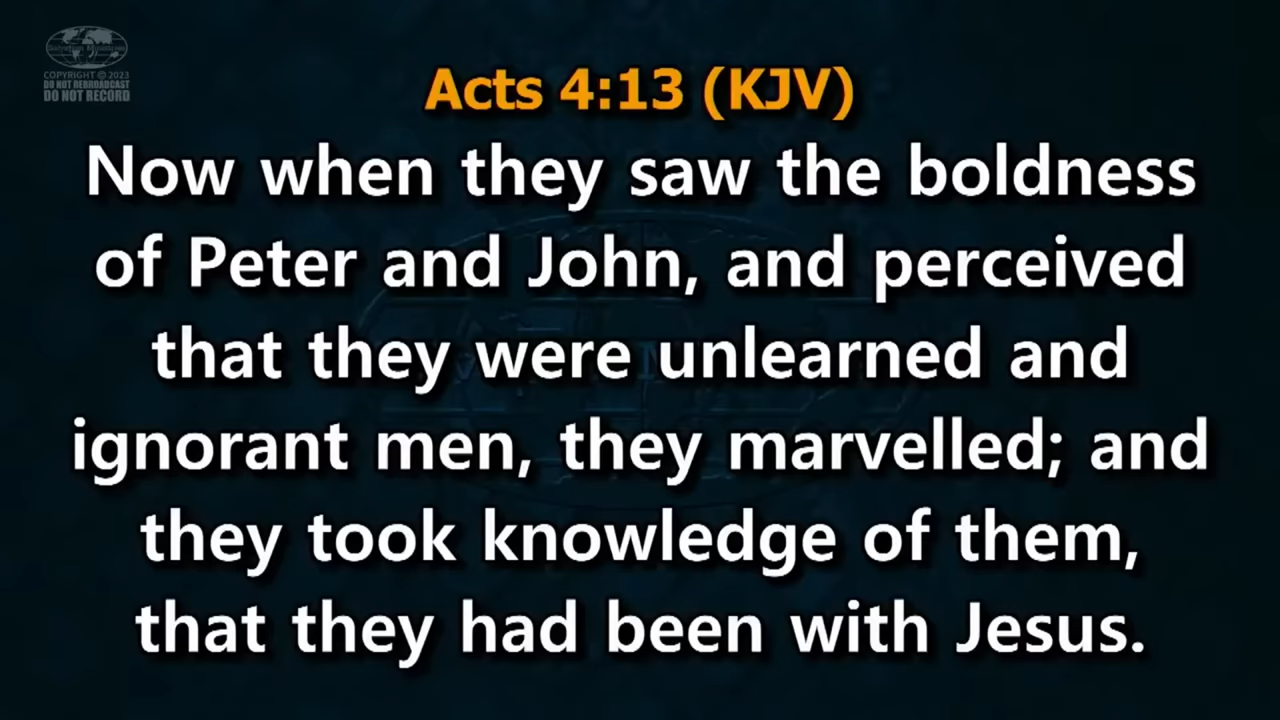 Salvation Ministries
COPYRIGHT © 2023
DO NOT REBROADCAST
DO NOT RECORD
Acts 4:13 (KJV)
Now when they saw the boldness
of Peter and John, and perceived
that they were unlearned and
ignorant men, they marvelled; and
they took knowledge of them,
that they had been with Jesus.